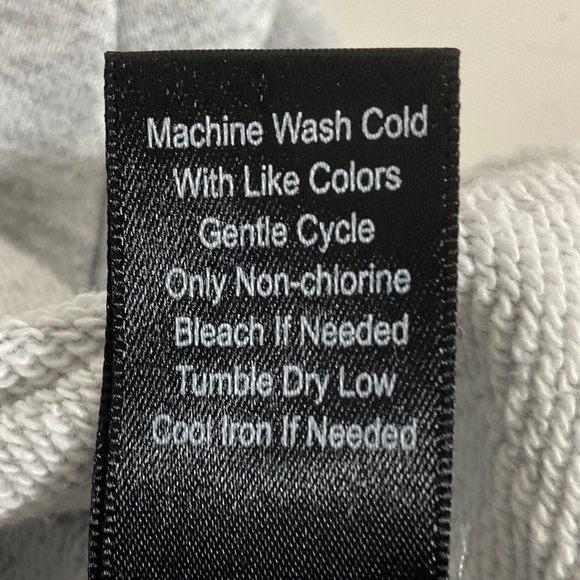 Machine Wash Cold
With Like Colors
Gentle Cycle
Only Non-chlorine
Bleach If Needed
Tumble Dry Low
Cool Iron If Needed